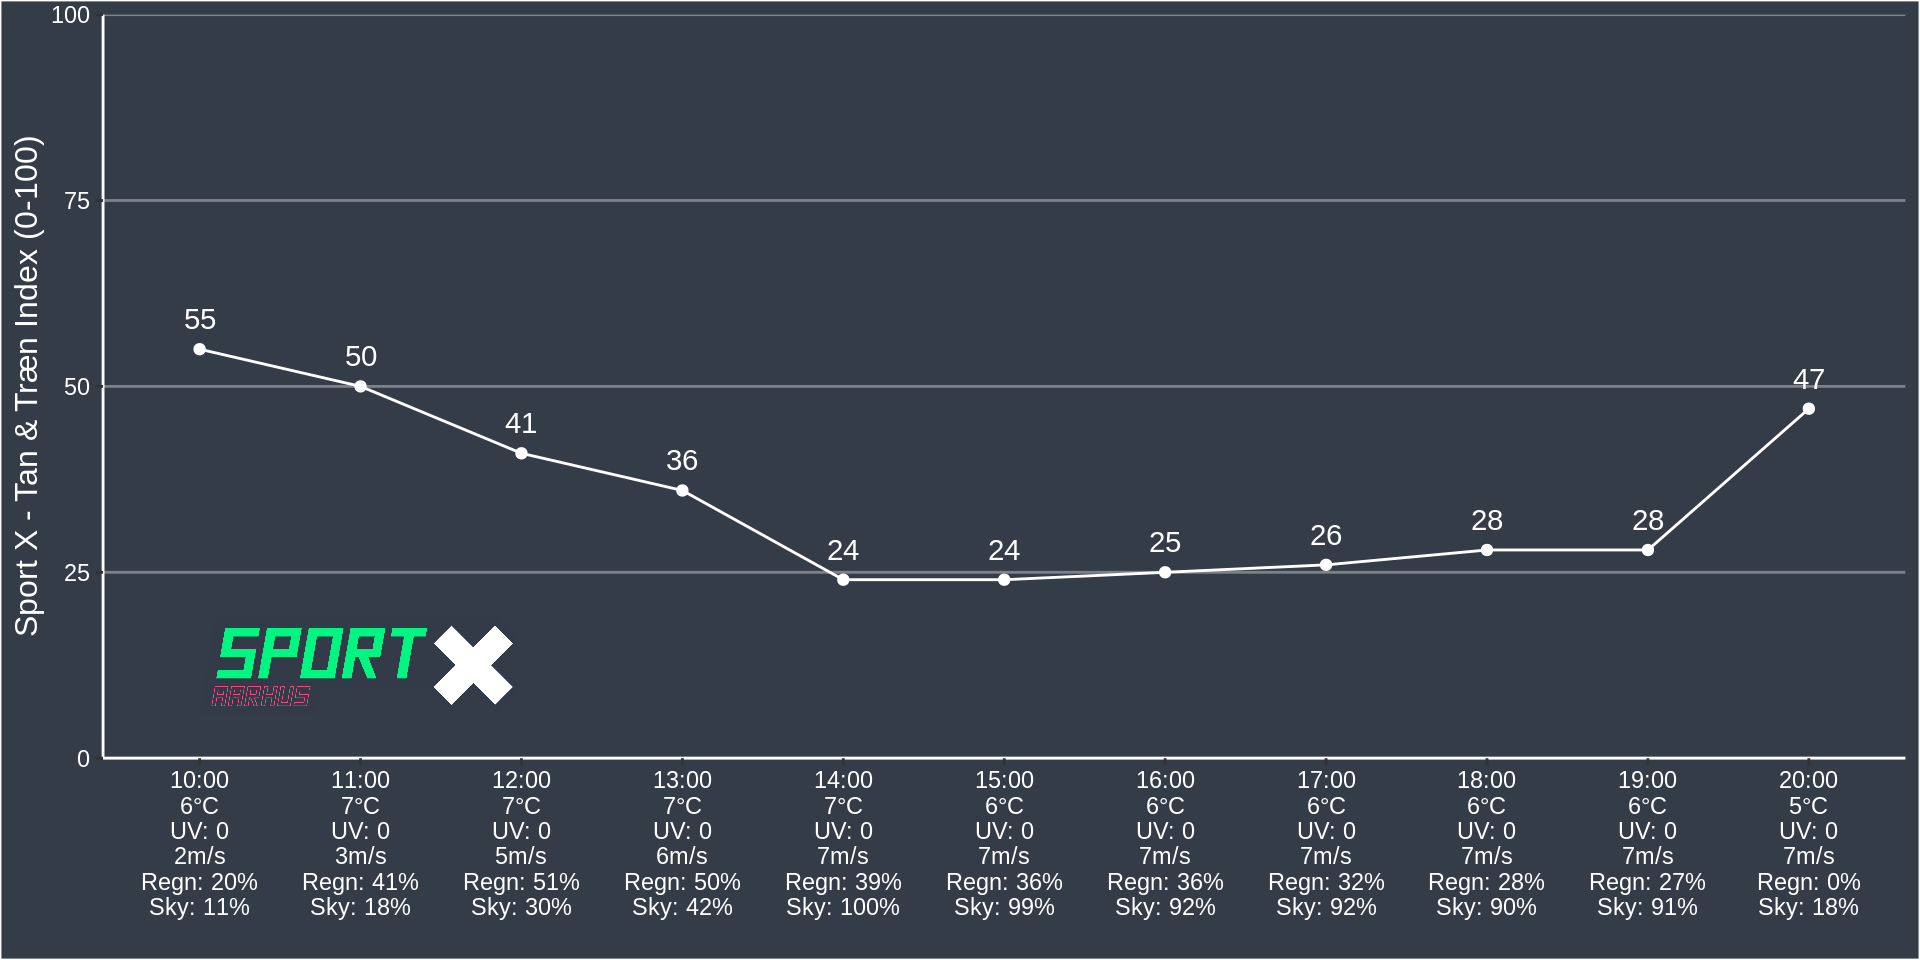 Sport X - Tan & Træn Index (0-100)
100
75
50
25
0
55
50
41
36
24
24
25
26
28
28
47
SPORT X
AARHUS
10:00 11:00 12:00 13:00 14:00 15:00 16:00 17:00 18:00 19:00 20:00
6°C 7°C 7°C 7°C 7°C 6°C 6°C 6°C 6°C 6°C 5°C
UV: 0 UV: 0 UV: 0 UV: 0 UV: 0 UV: 0 UV: 0 UV: 0 UV: 0 UV: 0 UV: 0
2m/s 3m/s 5m/s 6m/s 7m/s 7m/s 7m/s 7m/s 7m/s 7m/s 7m/s
Regn: 20% Regn: 41% Regn: 51% Regn: 50% Regn: 39% Regn: 36% Regn: 36% Regn: 32% Regn: 28% Regn: 27% Regn: 0%
Sky: 11% Sky: 18% Sky: 30% Sky: 42% Sky: 100% Sky: 99% Sky: 92% Sky: 92% Sky: 90% Sky: 91% Sky: 18%